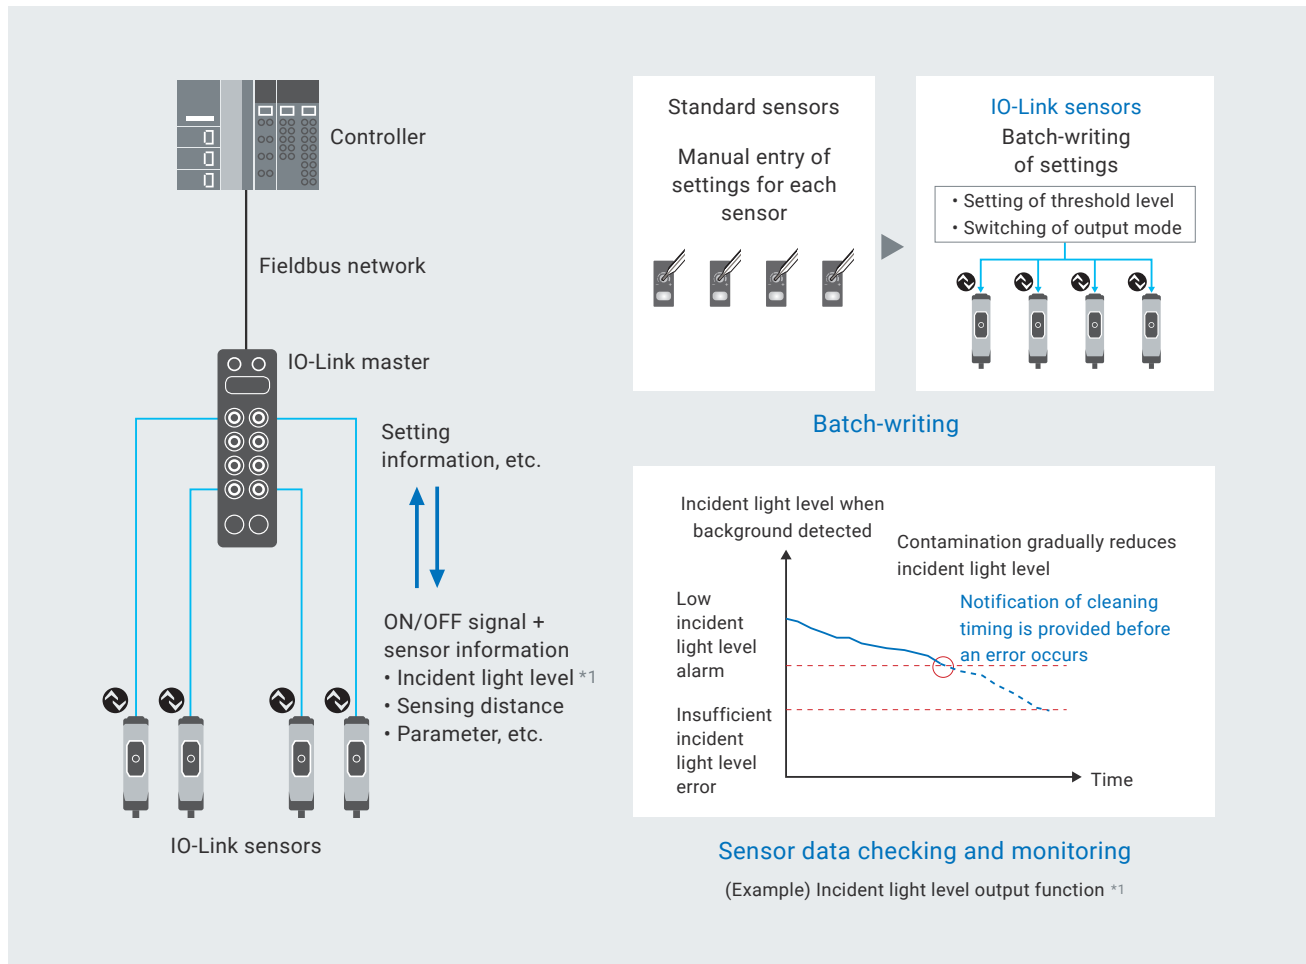 Controller
Fieldbus network
IO-Link master
Setting
information, etc.
ON/OFF signal +
sensor information
• Incident light level *1
• Sensing distance
• Parameter, etc.
IO-Link sensors
Standard sensors
Manual entry of
settings for each
sensor
IO-Link sensors
Batch-writing
of settings
• Setting of threshold level
• Switching of output mode
Batch-writing
Incident light level when
background detected
Contamination gradually reduces
incident light level
Notification of cleaning
timing is provided before
an error occurs
Low
incident
light level
alarm
Insufficient
incident
light level
error
Time
Sensor data checking and monitoring
(Example) Incident light level output function *1